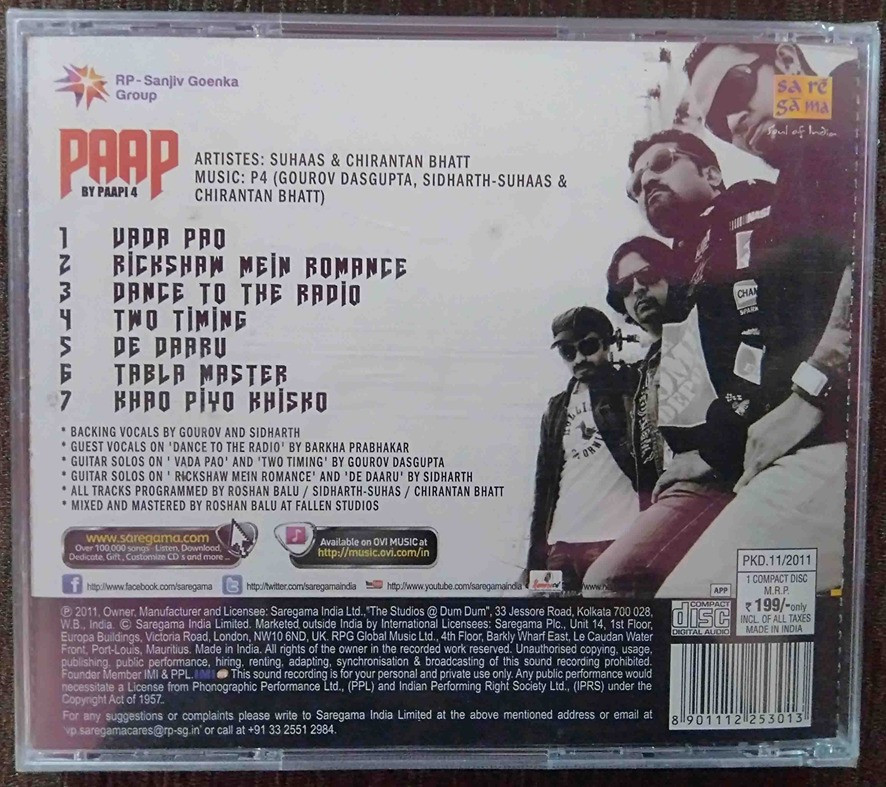 RP-Sanjiv Goenka
Group
sa re
ga ma
Soul of India
PAAP
BY PAAPI 4
ARTISTES: SUHAAS & CHIRANTAN BHATT
MUSIC: P4 (GOUROV DASGUPTA, SIDHARTH-SUHAAS &
CHIRANTAN BHATT)
1 VADA PAO
2 RICKSHAW MEIN ROMANCE
3 DANCE TO THE RADIO
4 TWO TIMING
5 DE DAARU
6 TABLA MASTER
7 KHAO PIYO KHISKO
* BACKING VOCALS BY GOUROV AND SIDHARTH
* GUEST VOCALS ON 'DANCE TO THE RADIO' BY BARKHA PRABHAKAR
* GUITAR SOLOS ON ' VADA PAO' AND 'TWO TIMING' BY GOUROV DASGUPTA
* GUITAR SOLOS ON ' RICKSHAW MEIN ROMANCE' AND 'DE DAARU' BY SIDHARTH
* ALL TRACKS PROGRAMMED BY ROSHAN BALU / SIDHARTH-SUHAS / CHIRANTAN BHATT
* MIXED AND MASTERED BY ROSHAN BALU AT FALLEN STUDIOS
www.saregama.com
Over 100,000 songs - Listen, Download,
Dedicate, Gift, Customize CD's and more...
Available on OVI MUSIC at
http://music.ovi.com/in
http://www.facebook.com/saregama http://twitter.com/saregamaindia http://www.youtube.com/saregamaindia
APP
COMPACT
disc
DIGITAL AUDIO
PKD.11/2011
1 COMPACT DISC
M.R.P.
₹ 199/-only
INCL. OF ALL TAXES
MADE IN INDIA
℗ 2011, Owner, Manufacturer and Licensee: Saregama India Ltd.,"The Studios @ Dum Dum", 33 Jessore Road, Kolkata 700 028,
W.B., India. © Saregama India Limited. Marketed outside India by International Licensees: Saregama Plc., Unit 14, 1st Floor,
Europa Buildings, Victoria Road, London, NW10 6ND, UK. RPG Global Music Ltd., 4th Floor, Barkly Wharf East, Le Caudan Water
Front, Port-Louis, Mauritius. Made in India. All rights of the owner in the recorded work reserved. Unauthorised copying, usage,
publishing, public performance, hiring, renting, adapting, synchronisation & broadcasting of this sound recording prohibited.
Founder Member IMI & PPL. IMI This sound recording is for your personal and private use only. Any public performance would
necessitate a License from Phonographic Performance Ltd., (PPL) and Indian Performing Right Society Ltd., (IPRS) under the
Copyright Act of 1957.
For any suggestions or complaints please write to Saregama India Limited at the above mentioned address or email at
'vp.saregamacares@rp-sg.in' or call at +91 33 2551 2984.
8 901112 253013